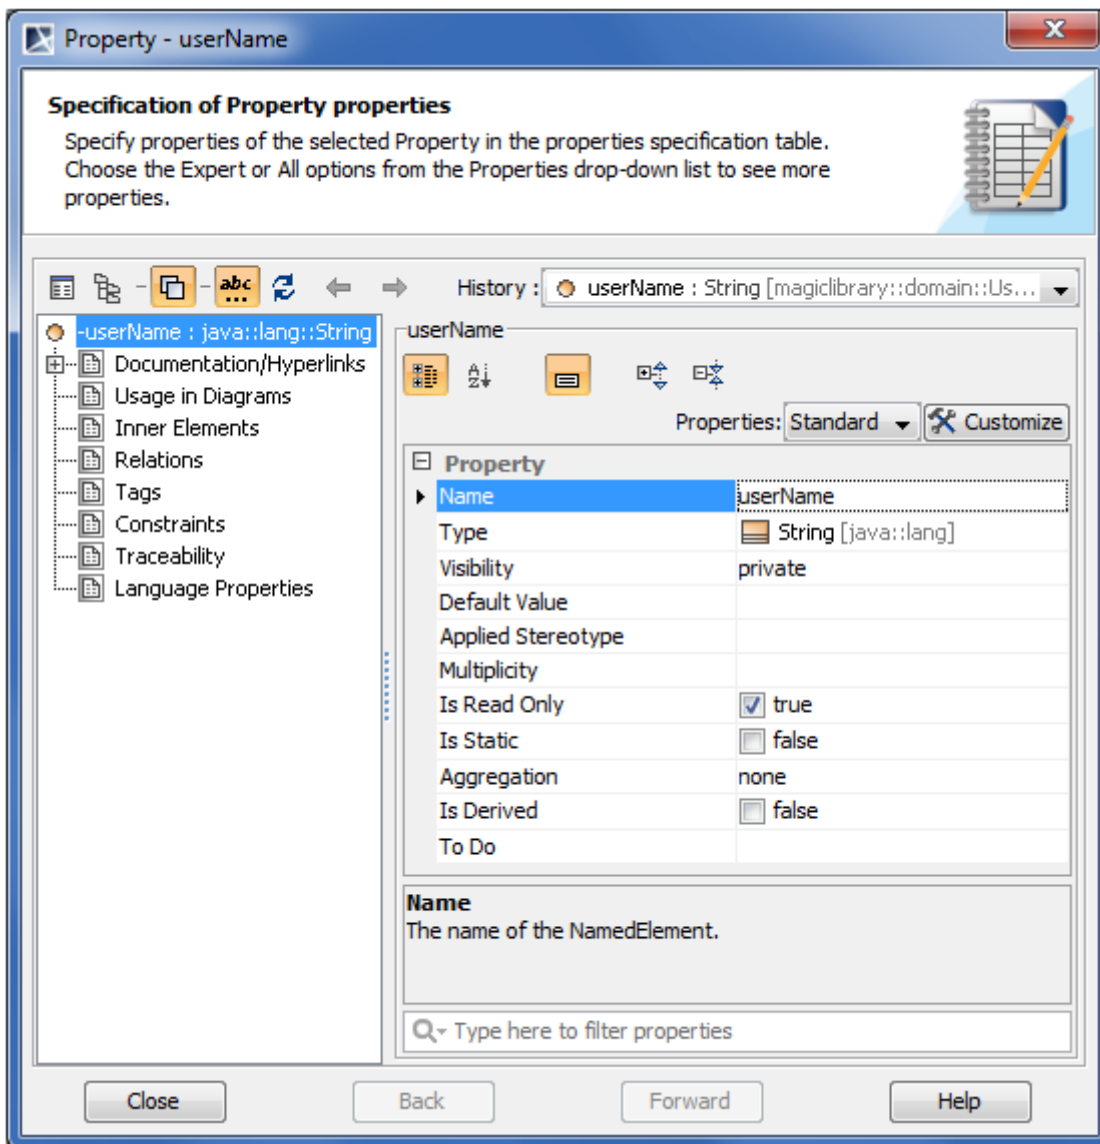 Property - userName
Specification of Property properties
Specify properties of the selected Property in the properties specification table.
Choose the Expert or All options from the Properties drop-down list to see more
properties.
abc
...
History : userName : String [magiclibrary::domain::Us...
-userName : java::lang::String
Documentation/Hyperlinks
Usage in Diagrams
Inner Elements
Relations
Tags
Constraints
Traceability
Language Properties
userName
A
Z
Properties: Standard Customize
Property
Name userName
Type String [java::lang]
Visibility private
Default Value
Applied Stereotype
Multiplicity
Is Read Only true
Is Static false
Aggregation none
Is Derived false
To Do
Name
The name of the NamedElement.
Type here to filter properties
Close Back Forward Help